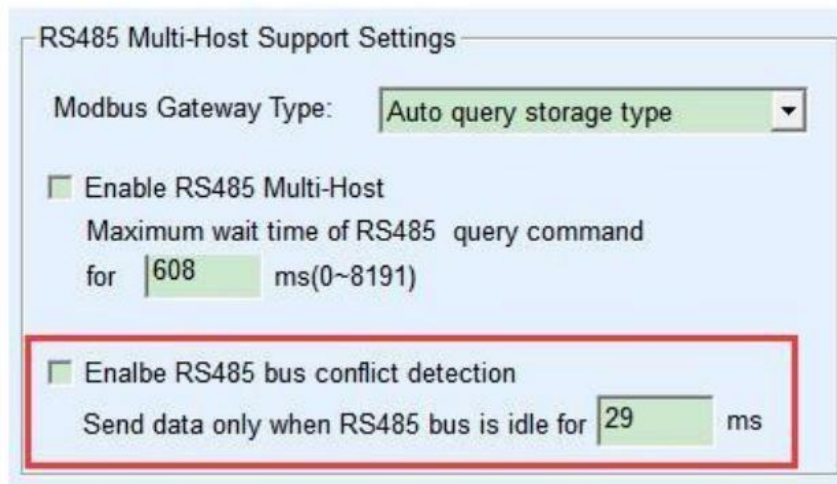 RS485 Multi-Host Support Settings
Modbus Gateway Type: Auto query storage type
Enable RS485 Multi-Host
Maximum wait time of RS485 query command
for 608 ms(0~8191)
Enalbe RS485 bus conflict detection
Send data only when RS485 bus is idle for 29 ms